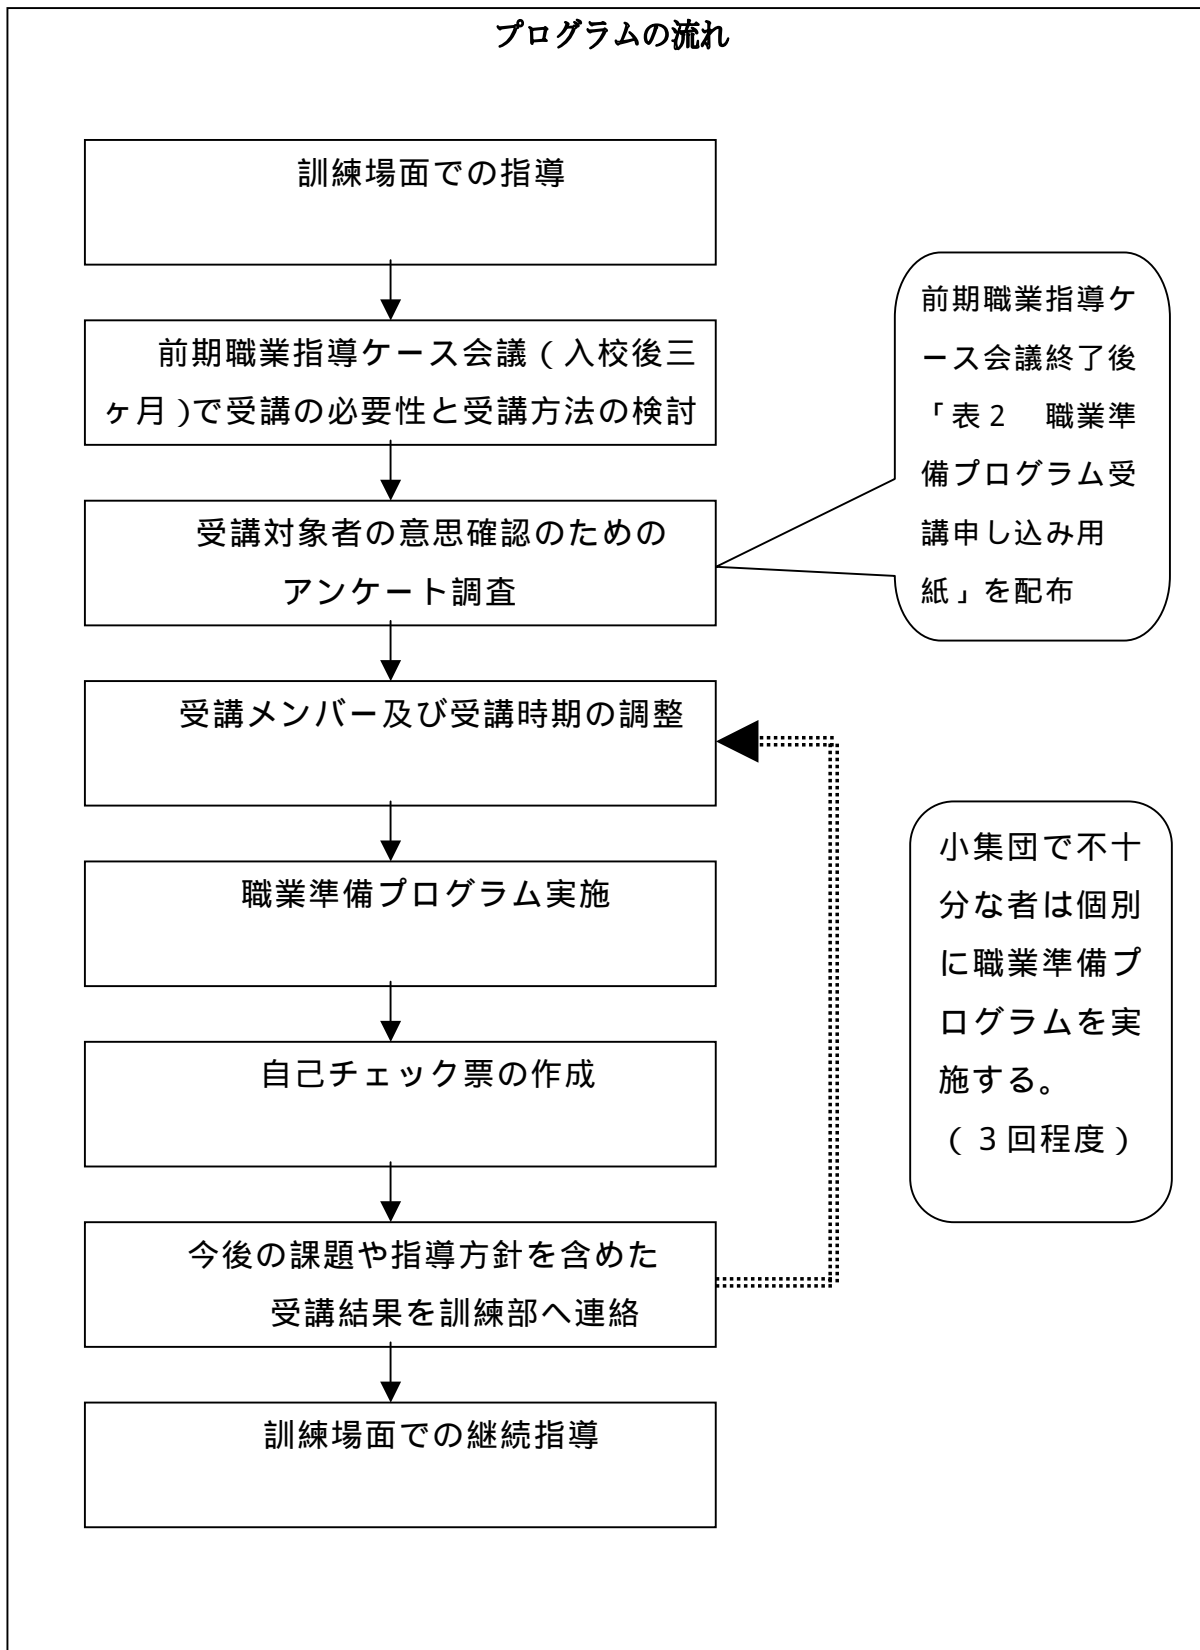 プログラムの流れ
訓練場面での指導
前期職業指導ケース会議(入校後三
ヶ月)で受講の必要性と受講方法の検討
受講対象者の意思確認のための
アンケート調査
前期職業指導ケ
ース会議終了後
「表2　職業準
備プログラム受
講申し込み用
紙」を配布
受講メンバー及び受講時期の調整
職業準備プログラム実施
自己チェック票の作成
今後の課題や指導方針を含めた
受講結果を訓練部へ連絡
小集団で不十
分な者は個別
に職業準備プ
ログラムを実
施する。
(3回程度)
訓練場面での継続指導